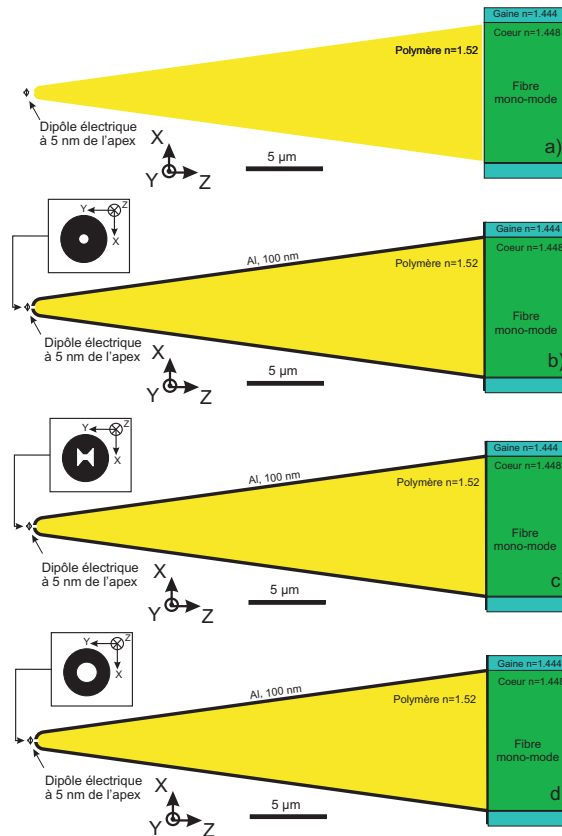 Gaine n=1.444
Coeur n=1.448
Polymère n=1.52
Fibre
mono-mode
Dipôle électrique
à 5 nm de l'apex
X
Y
Z
5 µm
a)
Y
Z
X
Gaine n=1.444
Coeur n=1.448
Al, 100 nm
Polymère n=1.52
Fibre
mono-mode
Dipôle électrique
à 5 nm de l'apex
X
Y
Z
5 µm
b)
Y
Z
X
Gaine n=1.444
Coeur n=1.448
Al, 100 nm
Polymère n=1.52
Fibre
mono-mode
Dipôle électrique
à 5 nm de l'apex
X
Y
Z
5 µm
c)
Y
Z
X
Gaine n=1.444
Coeur n=1.448
Al, 100 nm
Polymère n=1.52
Fibre
mono-mode
Dipôle électrique
à 5 nm de l'apex
X
Y
Z
5 µm
d